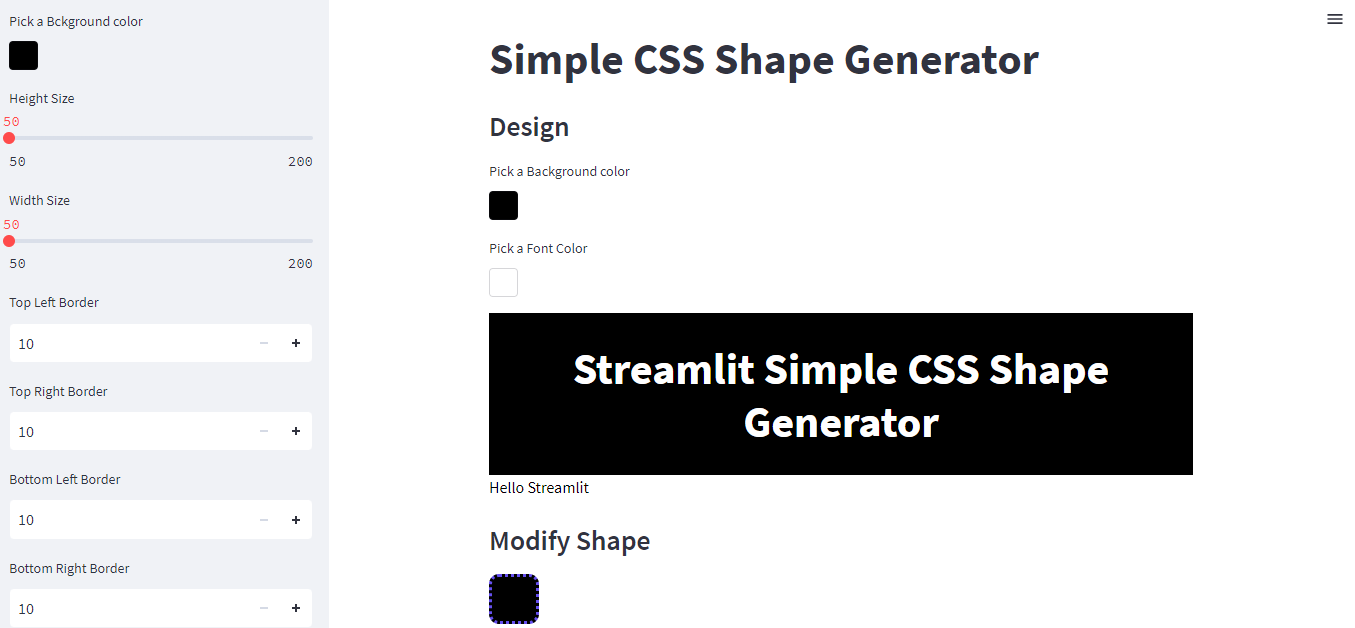 Pick a Bckground color
Height Size
50
50 200
Width Size
50
50 200
Top Left Border
10
Top Right Border
10
Bottom Left Border
10
Bottom Right Border
10
Simple CSS Shape Generator
Design
Pick a Background color
Pick a Font Color
Streamlit Simple CSS Shape
Generator
Hello Streamlit
Modify Shape